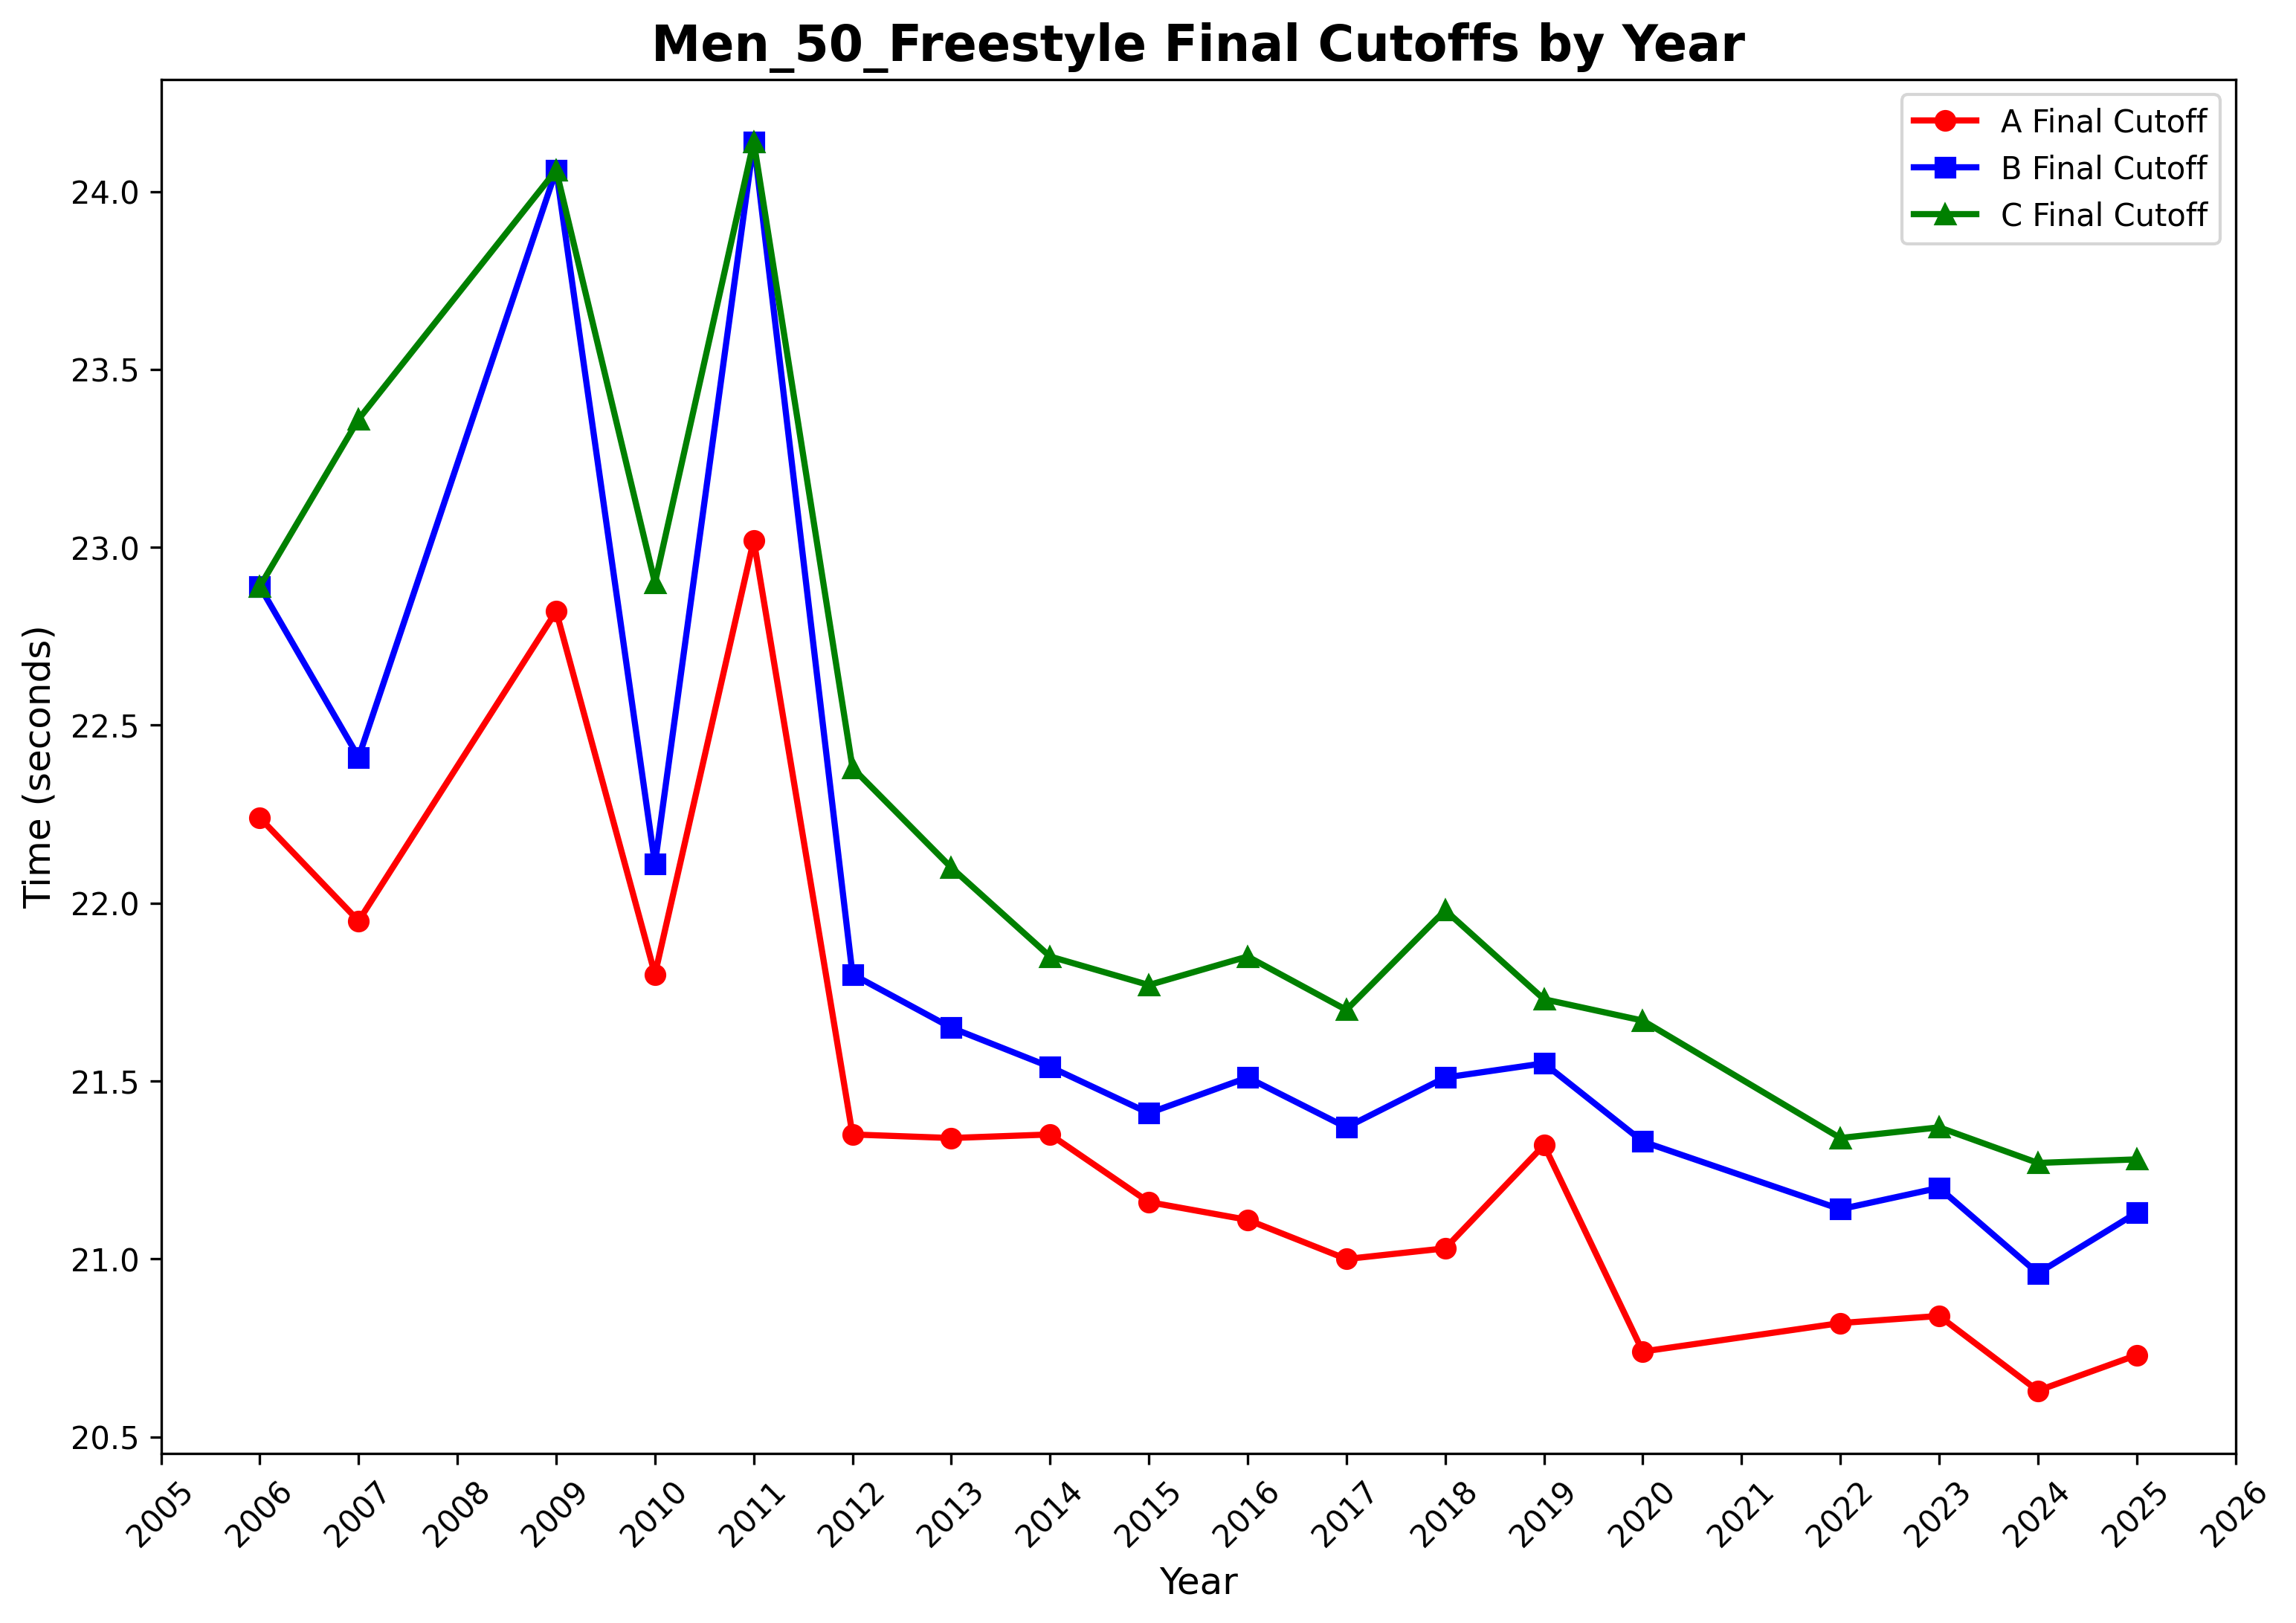 Men_50_Freestyle Final Cutoffs by Year
A Final Cutoff
B Final Cutoff
C Final Cutoff
Time (seconds)
24.0
23.5
23.0
22.5
22.0
21.5
21.0
20.5
2005 2006 2007 2008 2009 2010 2011 2012 2013 2014 2015 2016 2017 2018 2019 2020 2021 2022 2023 2024 2025 2026
Year